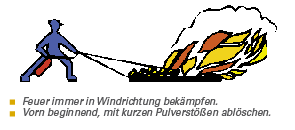 Feuer immer in Windrichtung bekämpfen.
Vorn beginnend, mit kurzen Pulverstößen ablöschen.